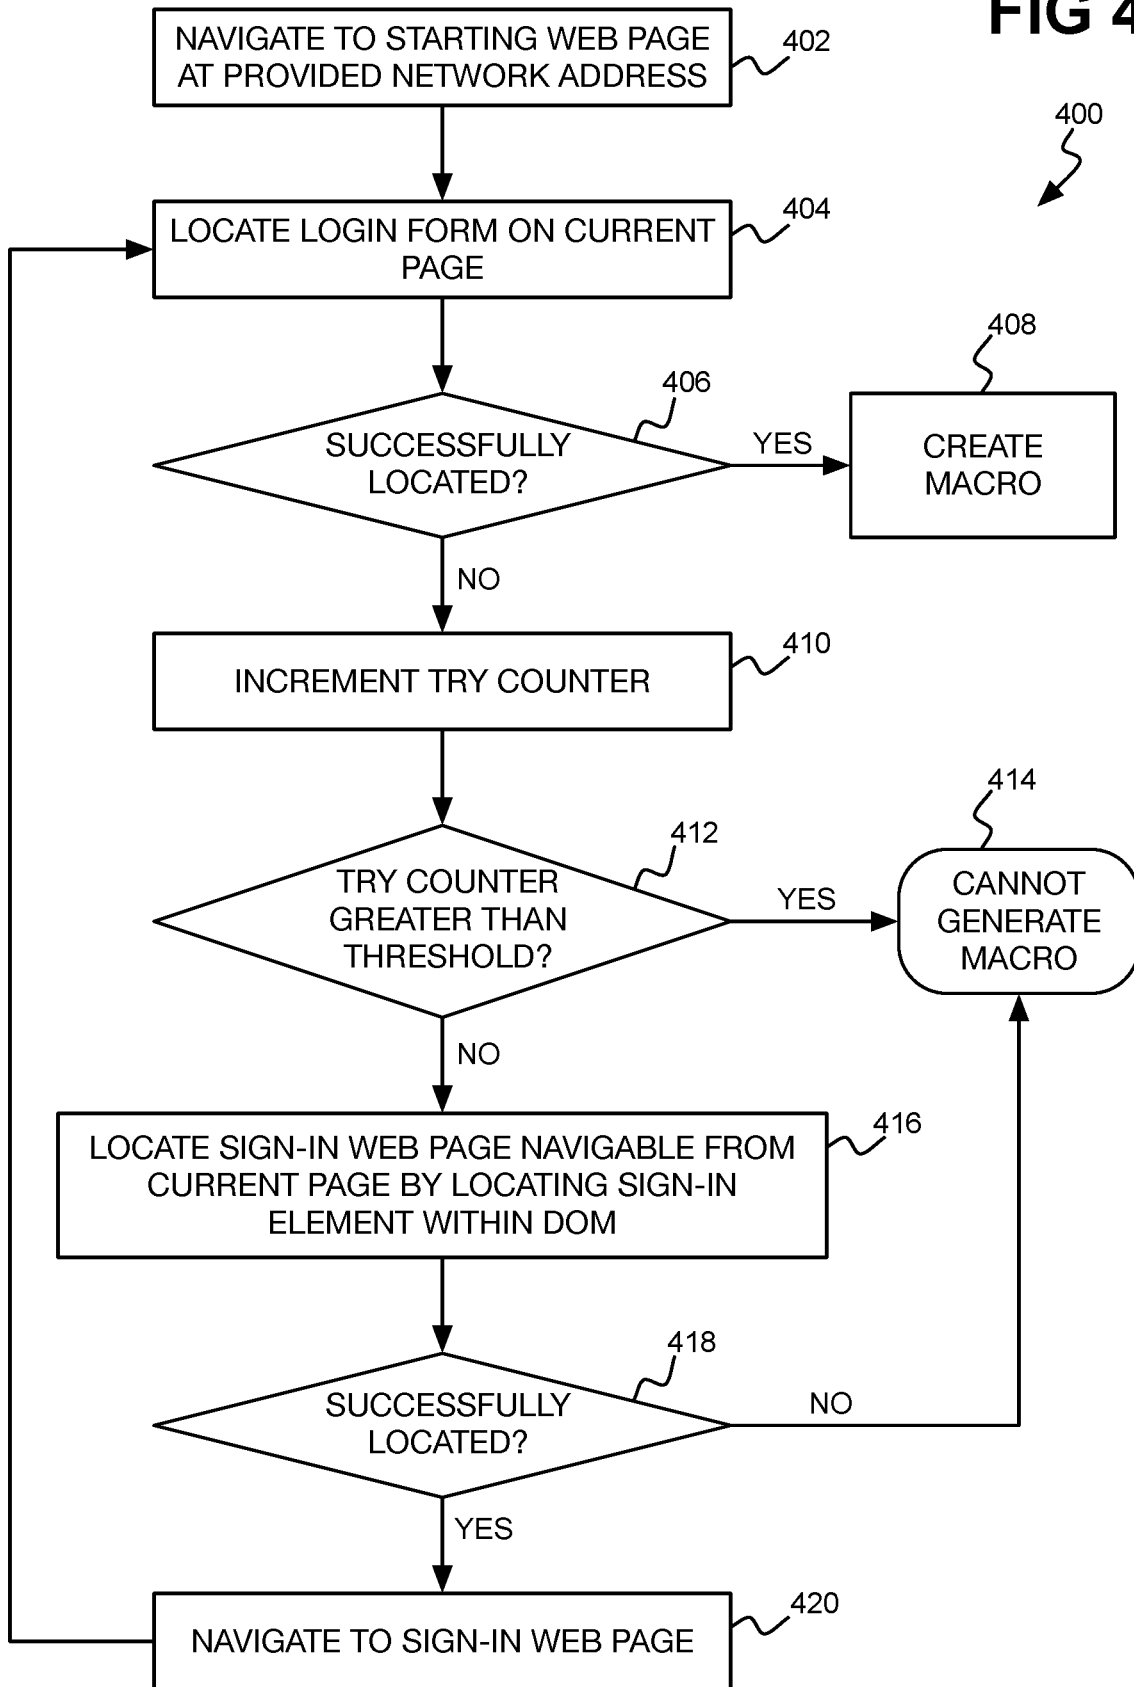 FIG 4
NAVIGATE TO STARTING WEB PAGE
AT PROVIDED NETWORK ADDRESS
402
400
LOCATE LOGIN FORM ON CURRENT
PAGE
404
SUCCESSFULLY
LOCATED?
406
YES
408
CREATE
MACRO
NO
INCREMENT TRY COUNTER
410
TRY COUNTER
GREATER THAN
THRESHOLD?
412
YES
414
CANNOT
GENERATE
MACRO
NO
LOCATE SIGN-IN WEB PAGE NAVIGABLE FROM
CURRENT PAGE BY LOCATING SIGN-IN
ELEMENT WITHIN DOM
416
SUCCESSFULLY
LOCATED?
418
NO
YES
NAVIGATE TO SIGN-IN WEB PAGE
420